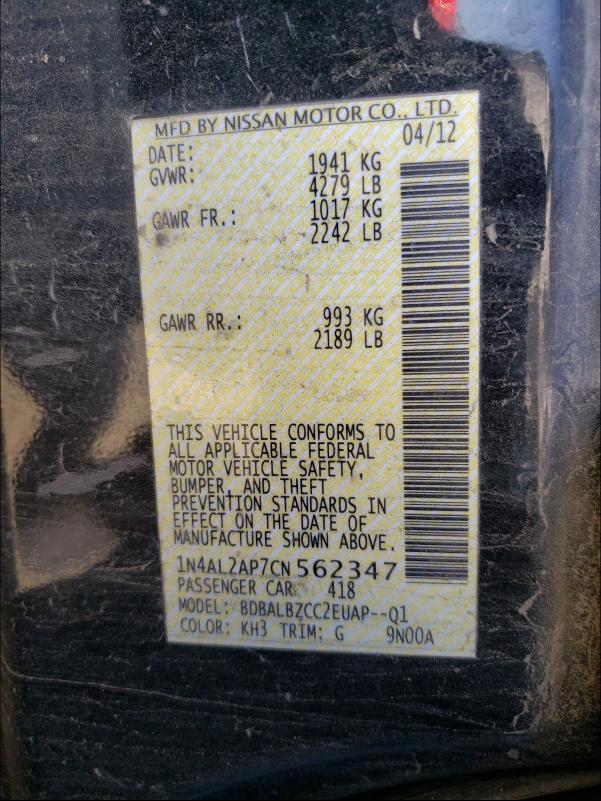 MFD BY NISSAN MOTOR CO., LTD.
DATE: 04/12
GVWR: 1941 KG
4279 LB
GAWR FR.: 1017 KG
2242 LB
GAWR RR.: 993 KG
2189 LB
THIS VEHICLE CONFORMS TO
ALL APPLICABLE FEDERAL
MOTOR VEHICLE SAFETY,
BUMPER, AND THEFT
PREVENTION STANDARDS IN
EFFECT ON THE DATE OF
MANUFACTURE SHOWN ABOVE.
1N4AL2AP7CN 562347
PASSENGER CAR 418
MODEL: BDBALBZCC2EUAP--Q1
COLOR: KH3 TRIM: G 9N00A